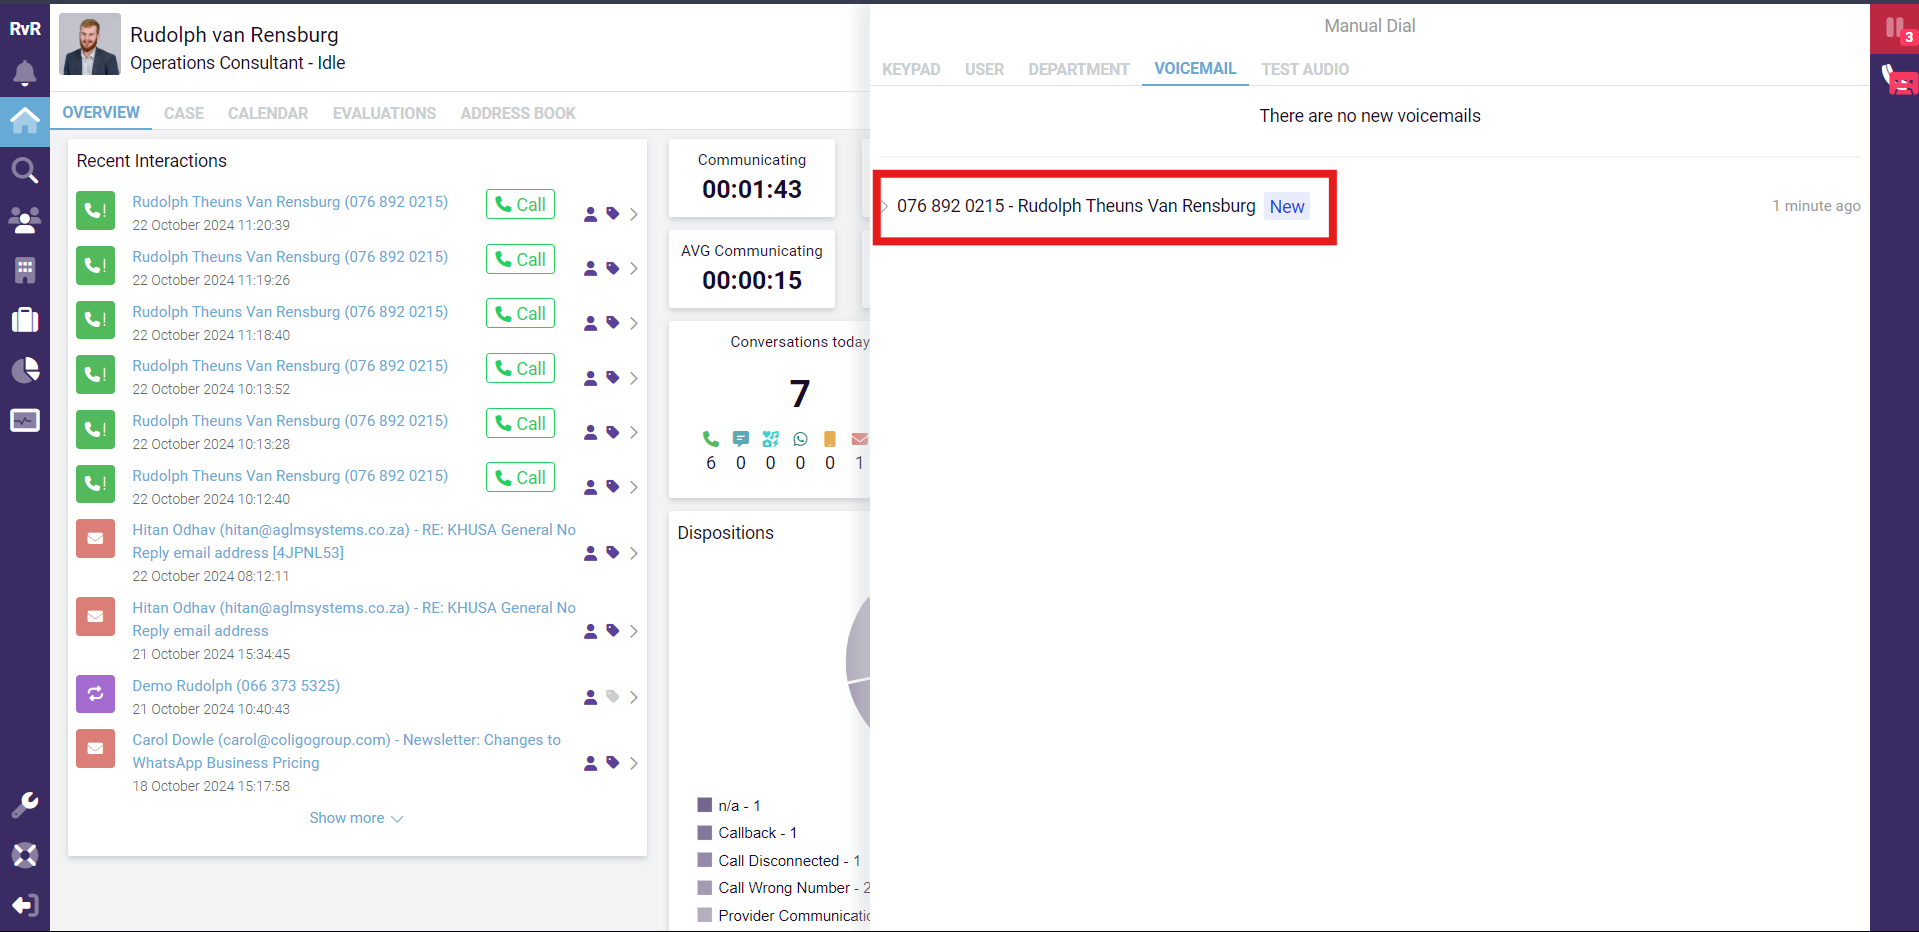 RvR
Rudolph van Rensburg
Operations Consultant - Idle
OVERVIEW
CASE
CALENDAR
EVALUATIONS
ADDRESS BOOK
Recent Interactions
Rudolph Theuns Van Rensburg (076 892 0215)
22 October 2024 11:20:39
Call
Rudolph Theuns Van Rensburg (076 892 0215)
22 October 2024 11:19:26
Call
Rudolph Theuns Van Rensburg (076 892 0215)
22 October 2024 11:18:40
Call
Rudolph Theuns Van Rensburg (076 892 0215)
22 October 2024 10:13:52
Call
Rudolph Theuns Van Rensburg (076 892 0215)
22 October 2024 10:13:28
Call
Rudolph Theuns Van Rensburg (076 892 0215)
22 October 2024 10:12:40
Call
Hitan Odhav (hitan@aglmsystems.co.za) - RE: KHUSA General No
Reply email address [4JPNL53]
22 October 2024 08:12:11
Hitan Odhav (hitan@aglmsystems.co.za) - RE: KHUSA General No
Reply email address
21 October 2024 15:34:45
Demo Rudolph (066 373 5325)
21 October 2024 10:40:43
Carol Dowle (carol@coligogroup.com) - Newsletter: Changes to
WhatsApp Business Pricing
18 October 2024 15:17:58
Show more
Communicating
00:01:43
AVG Communicating
00:00:15
Conversations today
7
6 0 0 0 0 1
Dispositions
n/a - 1
Callback - 1
Call Disconnected - 1
Call Wrong Number - 2
Provider Communicatic
Manual Dial
KEYPAD
USER
DEPARTMENT
VOICEMAIL
TEST AUDIO
There are no new voicemails
076 892 0215 - Rudolph Theuns Van Rensburg New
1 minute ago
3